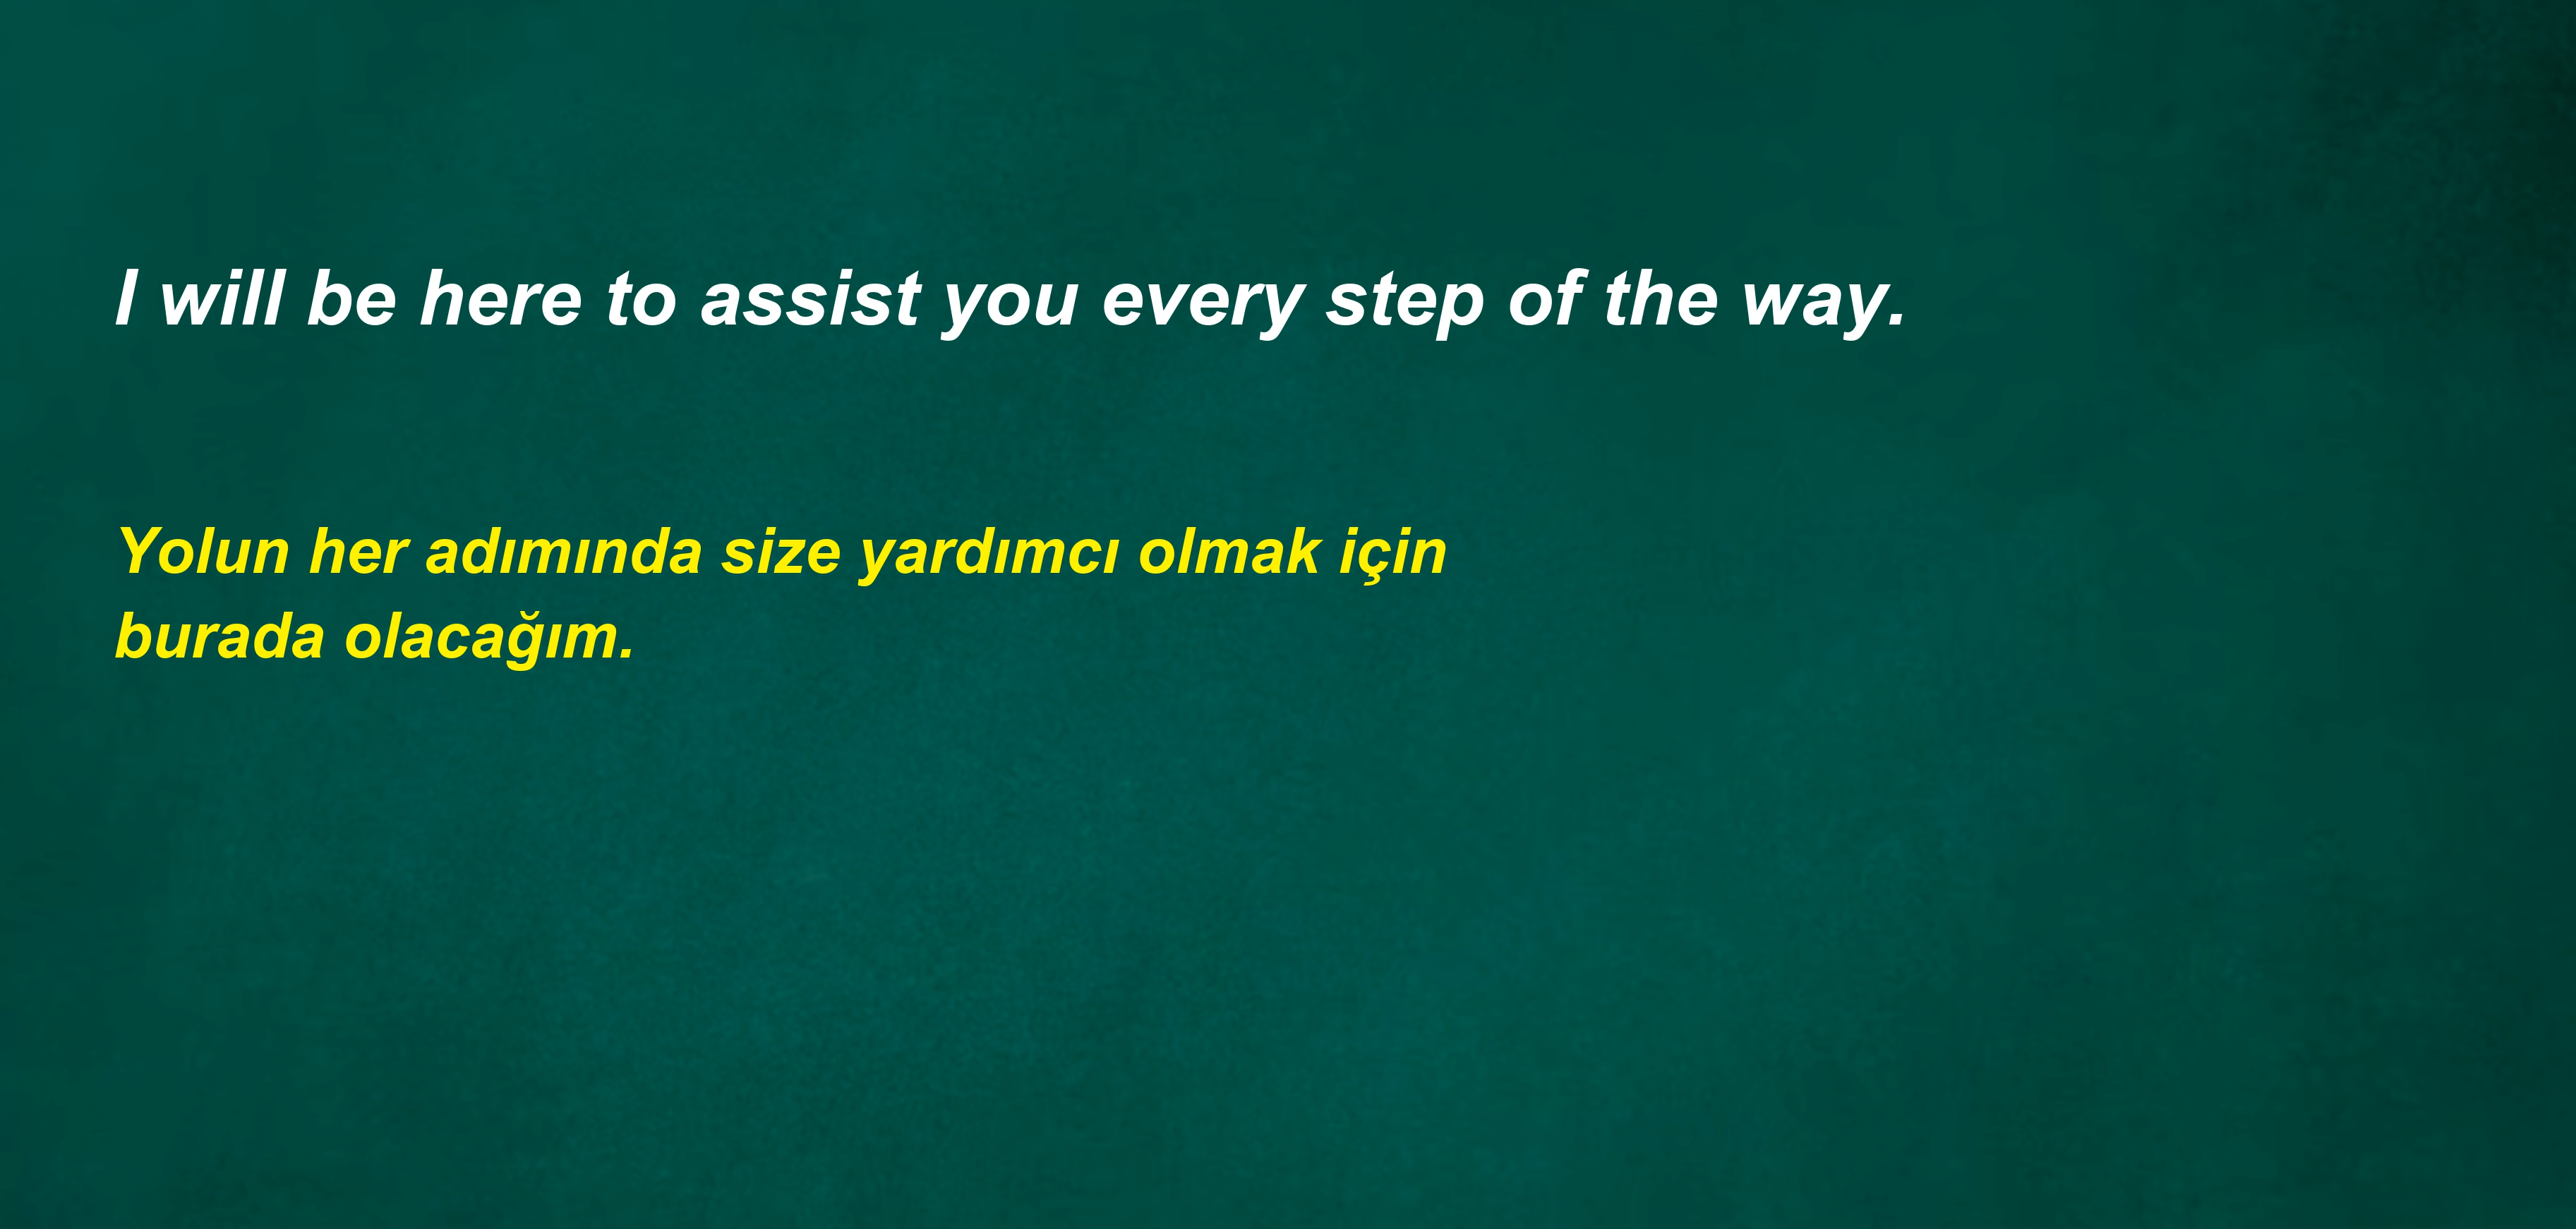 I will be here to assist you every step of the way.
Yolun her adımında size yardımcı olmak için
burada olacağım.